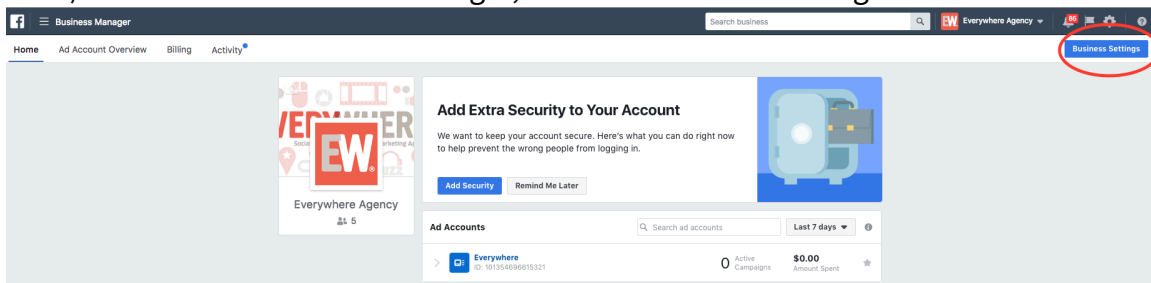 Business Manager
Search business
EW
Everywhere Agency
86
Home Ad Account Overview Billing Activity
Business Settings
VERYWHERE
EW
Everywhere Agency
5
Add Extra Security to Your Account
We want to keep your account secure. Here's what you can do right now
to help prevent the wrong people from logging in.
Add Security Remind Me Later
Ad Accounts
Search ad accounts
Last 7 days
Everywhere
ID: 101354696615321
0 Active
Campaigns
$0.00
Amount Spent